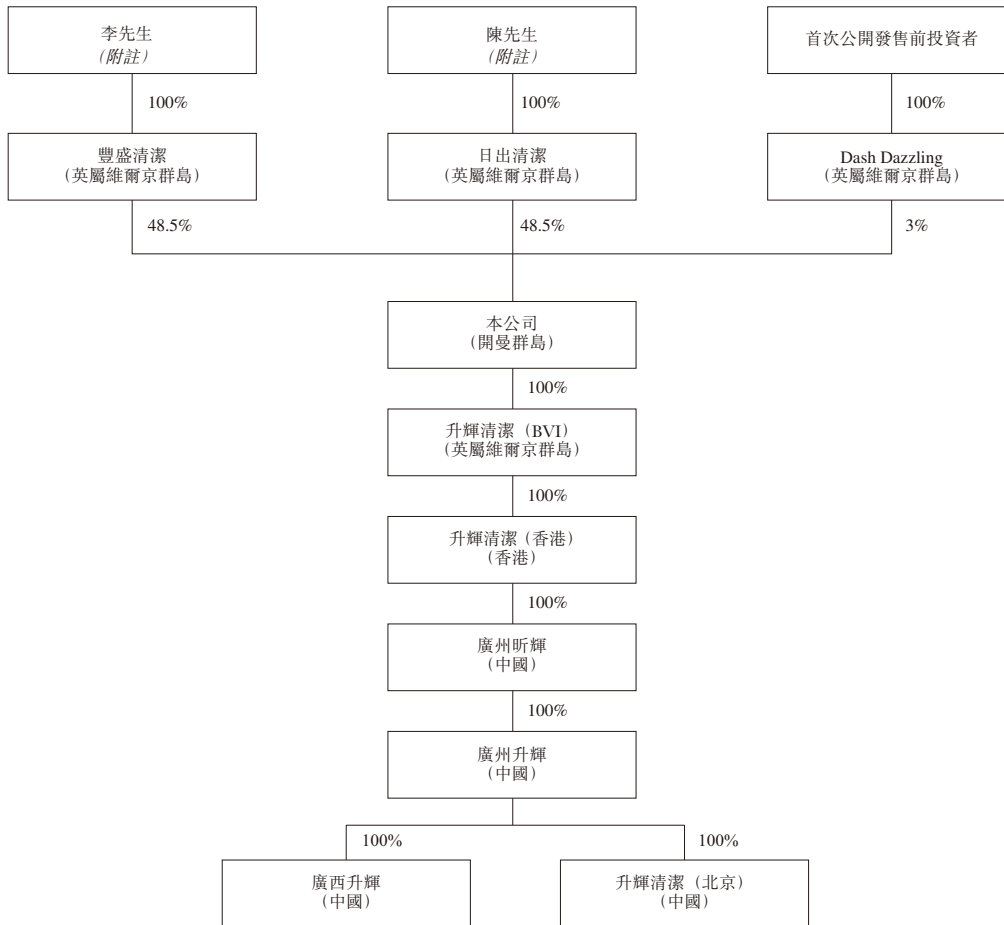 李先生
(附註)
陳先生
(附註)
首次公開發售前投資者
100%
100%
100%
豐盛清潔
(英屬維爾京群島)
日出清潔
(英屬維爾京群島)
Dash Dazzling
(英屬維爾京群島)
48.5%
48.5%
3%
本公司
(開曼群島)
100%
升輝清潔(BVI)
(英屬維爾京群島)
100%
升輝清潔(香港)
(香港)
100%
廣州昕輝
(中國)
100%
廣州升輝
(中國)
100%
100%
廣西升輝
(中國)
升輝清潔(北京)
(中國)